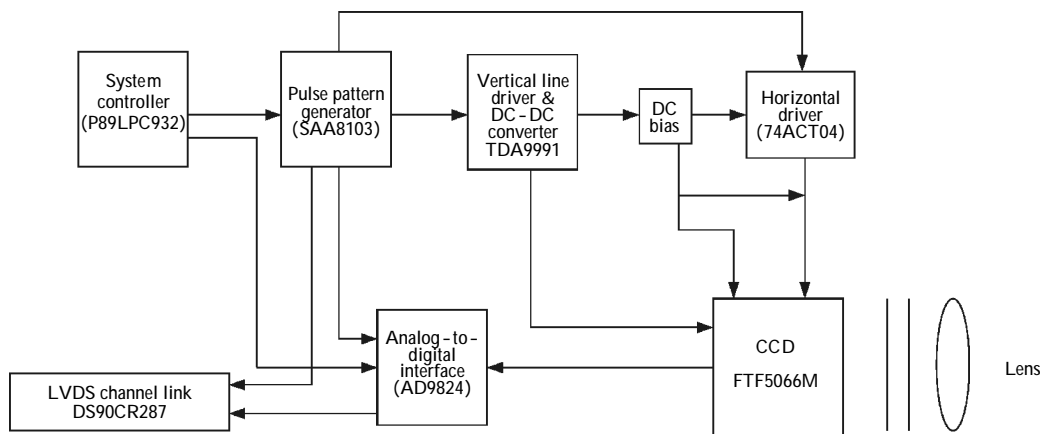 System
controller
(P89LPC932)
Pulse pattern
generator
(SAA8103)
Vertical line
driver &
DC-DC
converter
TDA9991
DC
bias
Horizontal
driver
(74ACT04)
Analog-to-
digital
interface
(AD9824)
CCD
FTF5066M
Lens
LVDS channel link
DS90CR287